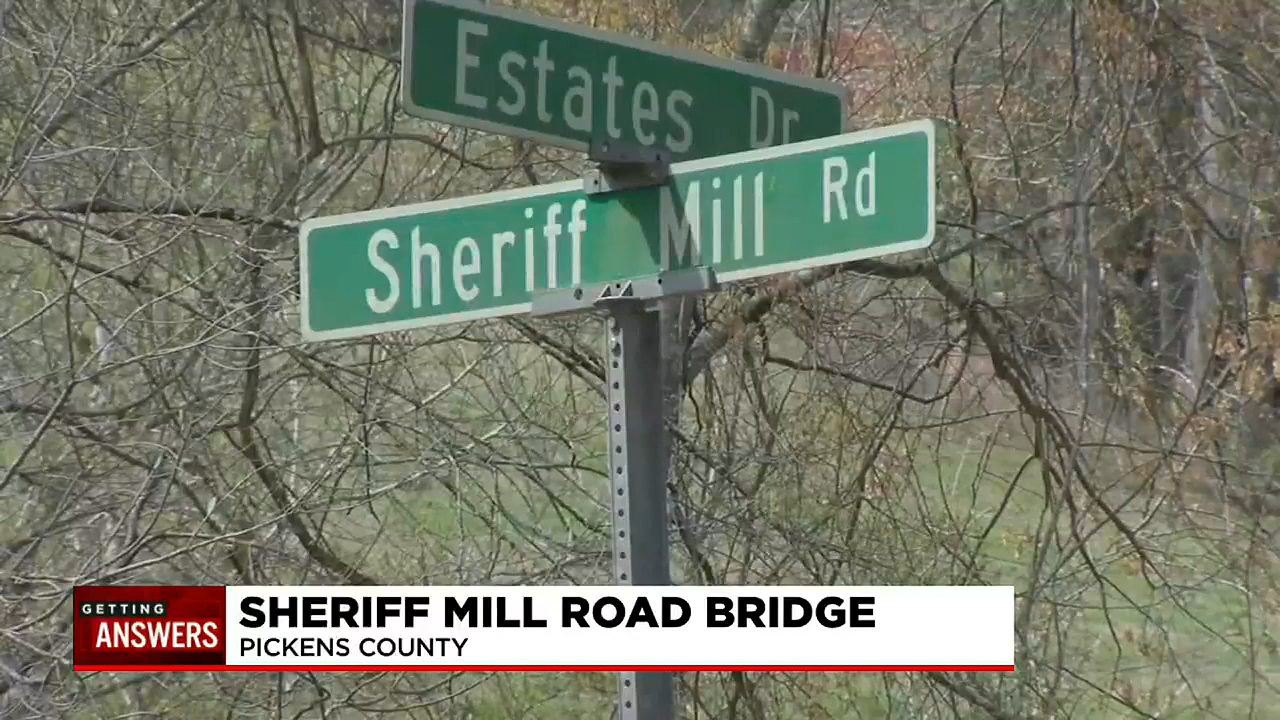 Estates Dr
Sheriff Mill Rd
GETTING
ANSWERS
SHERIFF MILL ROAD BRIDGE
PICKENS COUNTY